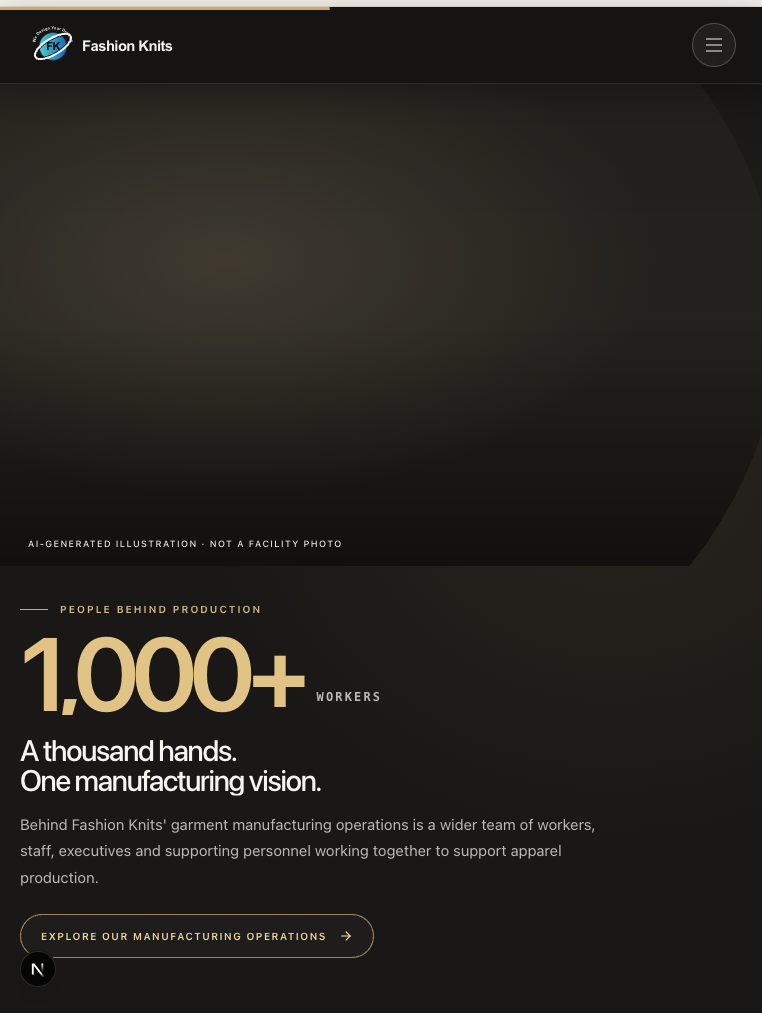 FK
Fashion Knits
AI-GENERATED ILLUSTRATION · NOT A FACILITY PHOTO
PEOPLE BEHIND PRODUCTION
1,000+ WORKERS
A thousand hands.
One manufacturing vision.
Behind Fashion Knits' garment manufacturing operations is a wider team of workers,
staff, executives and supporting personnel working together to support apparel
production.
EXPLORE OUR MANUFACTURING OPERATIONS →
N